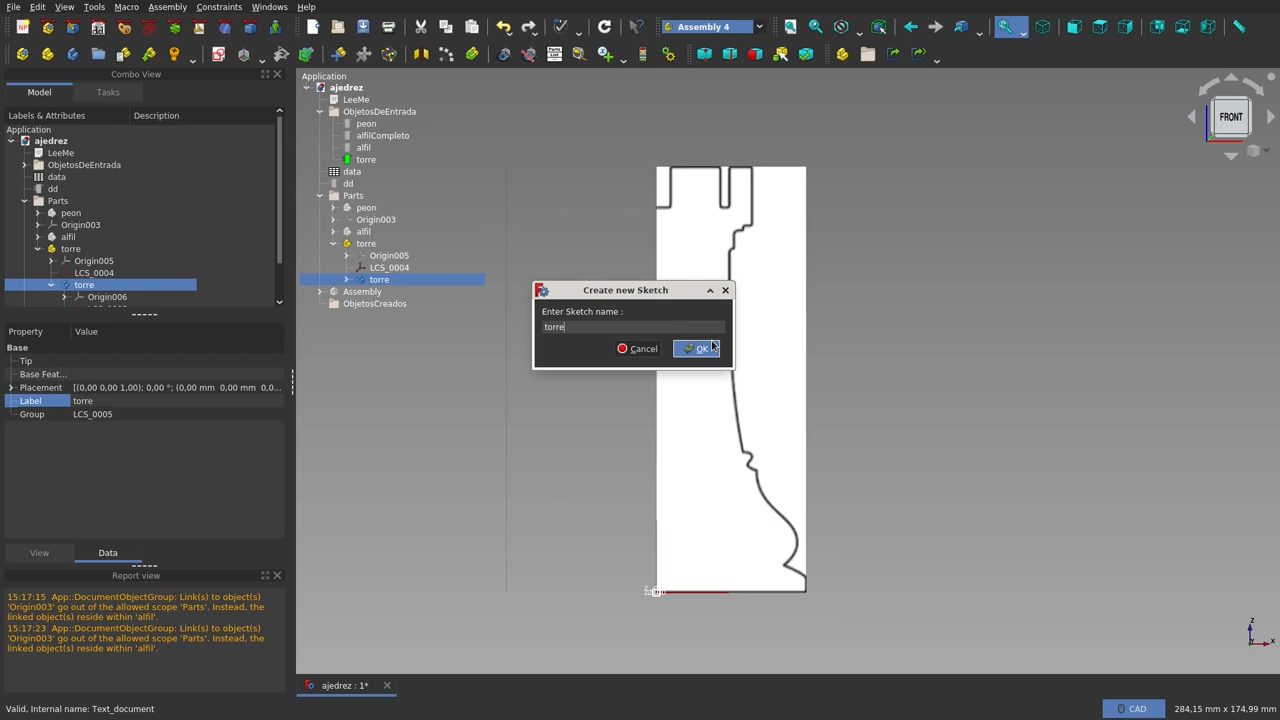 File Edit View Tools Macro Assembly Constraints Windows Help
Assembly 4
Combo View
Model Tasks
Labels & Attributes Description
Application
ajedrez
LeeMe
ObjetosDeEntrada
data
dd
Parts
peon
Origin003
alfil
torre
Origin005
LCS_0004
torre
Origin006
Property Value
Base
Tip
Base Feat...
Placement [(0,00 0,00 1,00); 0,00 °; (0,00 mm 0,00 mm 0,0...
Label torre
Group LCS_0005
View Data
Report view
15:17:15 App::DocumentObjectGroup: Link(s) to object(s)
'Origin003' go out of the allowed scope 'Parts'. Instead, the
linked object(s) reside within 'alfil'.
15:17:23 App::DocumentObjectGroup: Link(s) to object(s)
'Origin003' go out of the allowed scope 'Parts'. Instead, the
linked object(s) reside within 'alfil'.
Application
ajedrez
LeeMe
ObjetosDeEntrada
peon
alfilCompleto
alfil
torre
data
dd
Parts
peon
Origin003
alfil
torre
Origin005
LCS_0004
torre
Assembly
ObjetosCreados
FRONT
Create new Sketch
Enter Sketch name :
torre
Cancel OK
Z
Y
X
ajedrez : 1*
Valid, Internal name: Text_document
CAD 284,15 mm x 174,99 mm